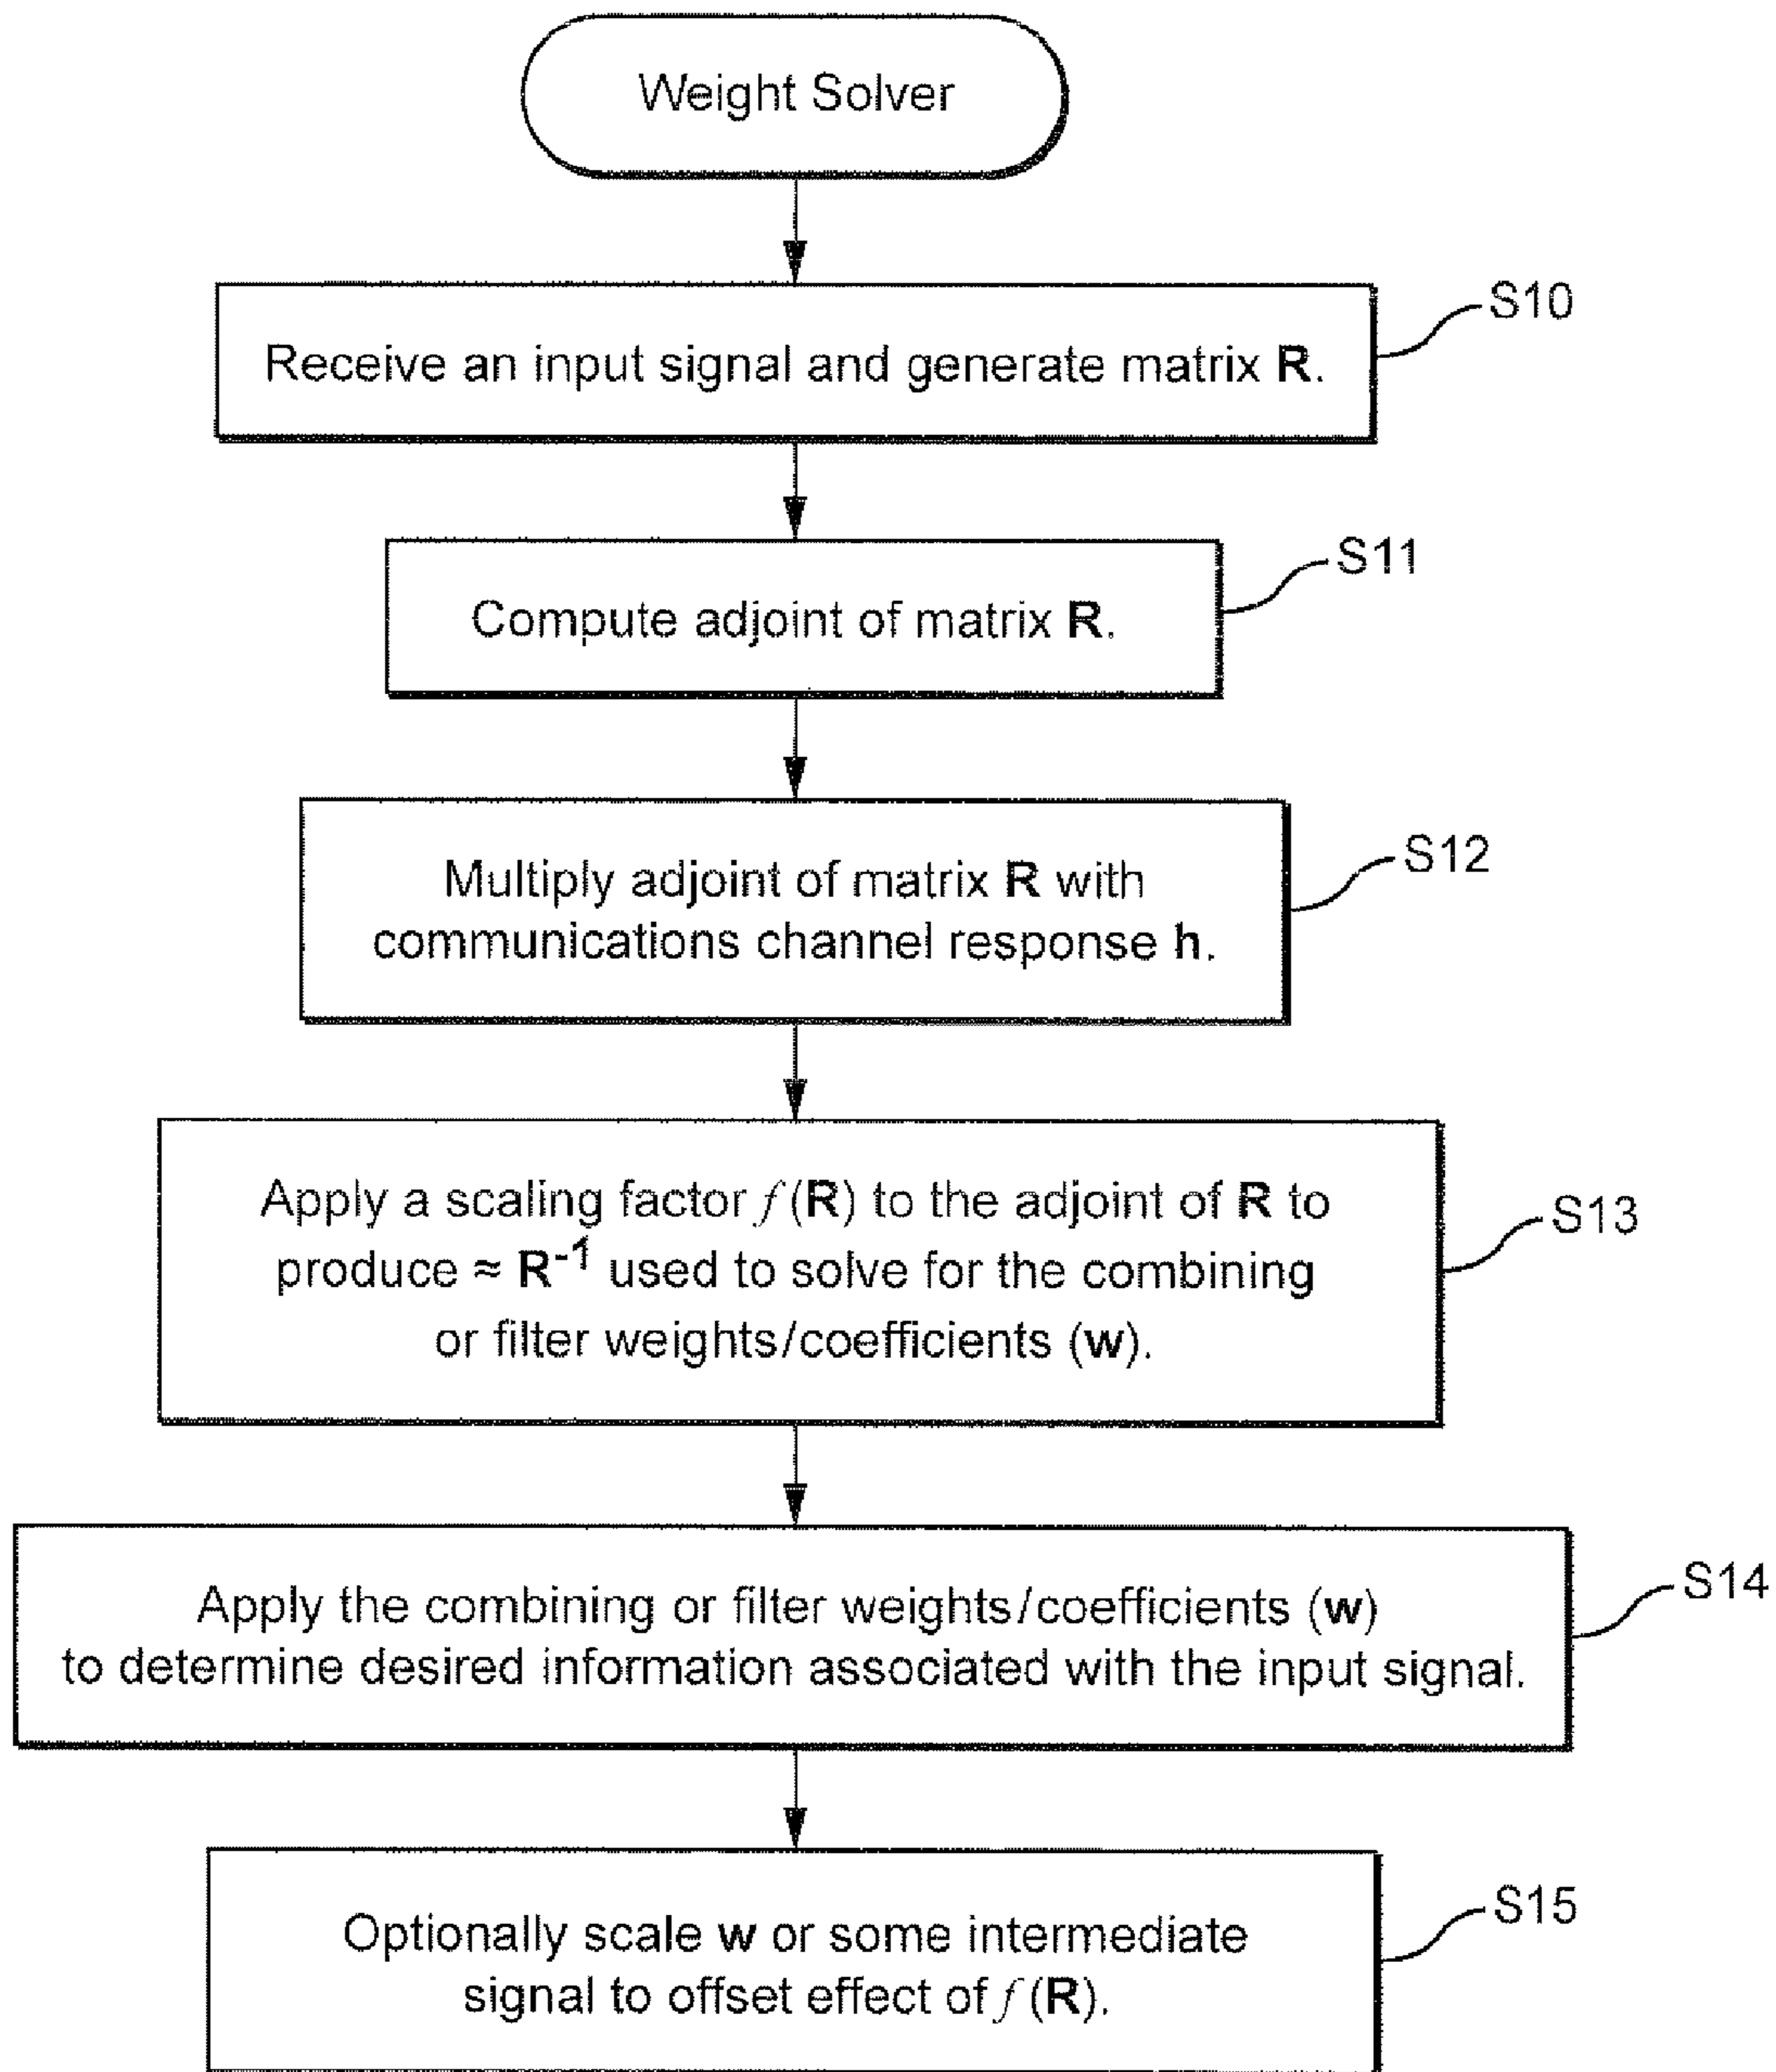 Weight Solver
S10
Receive an input signal and generate matrix R.
S11
Compute adjoint of matrix R.
S12
Multiply adjoint of matrix R with
communications channel response h.
S13
Apply a scaling factor f(R) to the adjoint of R to
produce ≈ R⁻¹ used to solve for the combining
or filter weights/coefficients (w).
S14
Apply the combining or filter weights/coefficients (w)
to determine desired information associated with the input signal.
S15
Optionally scale w or some intermediate
signal to offset effect of f(R).